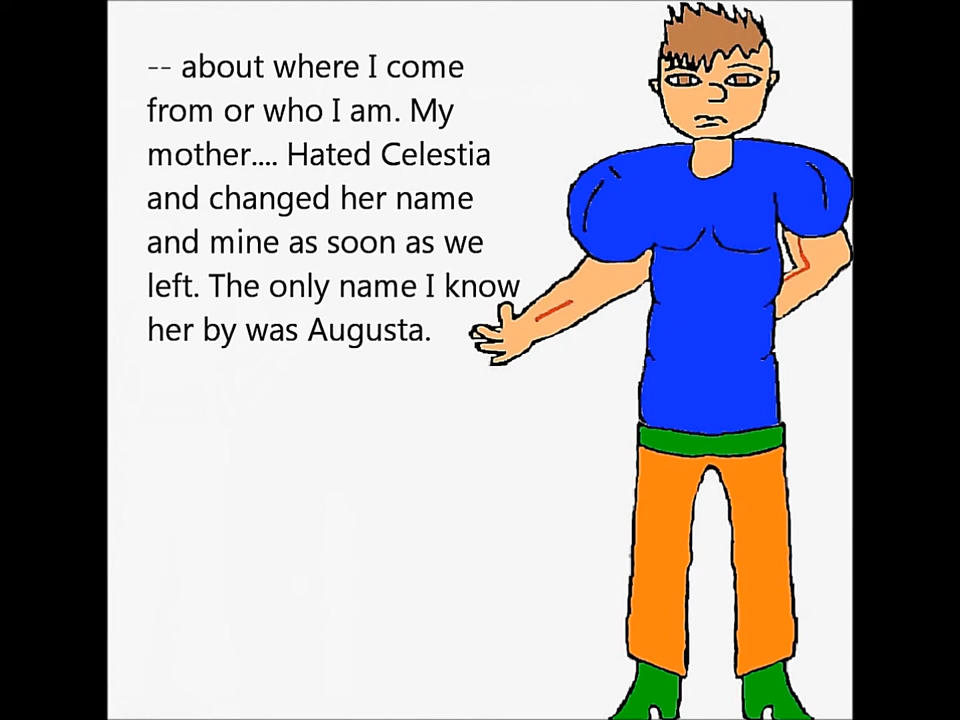 -- about where I come
from or who I am. My
mother.... Hated Celestia
and changed her name
and mine as soon as we
left. The only name I know
her by was Augusta.